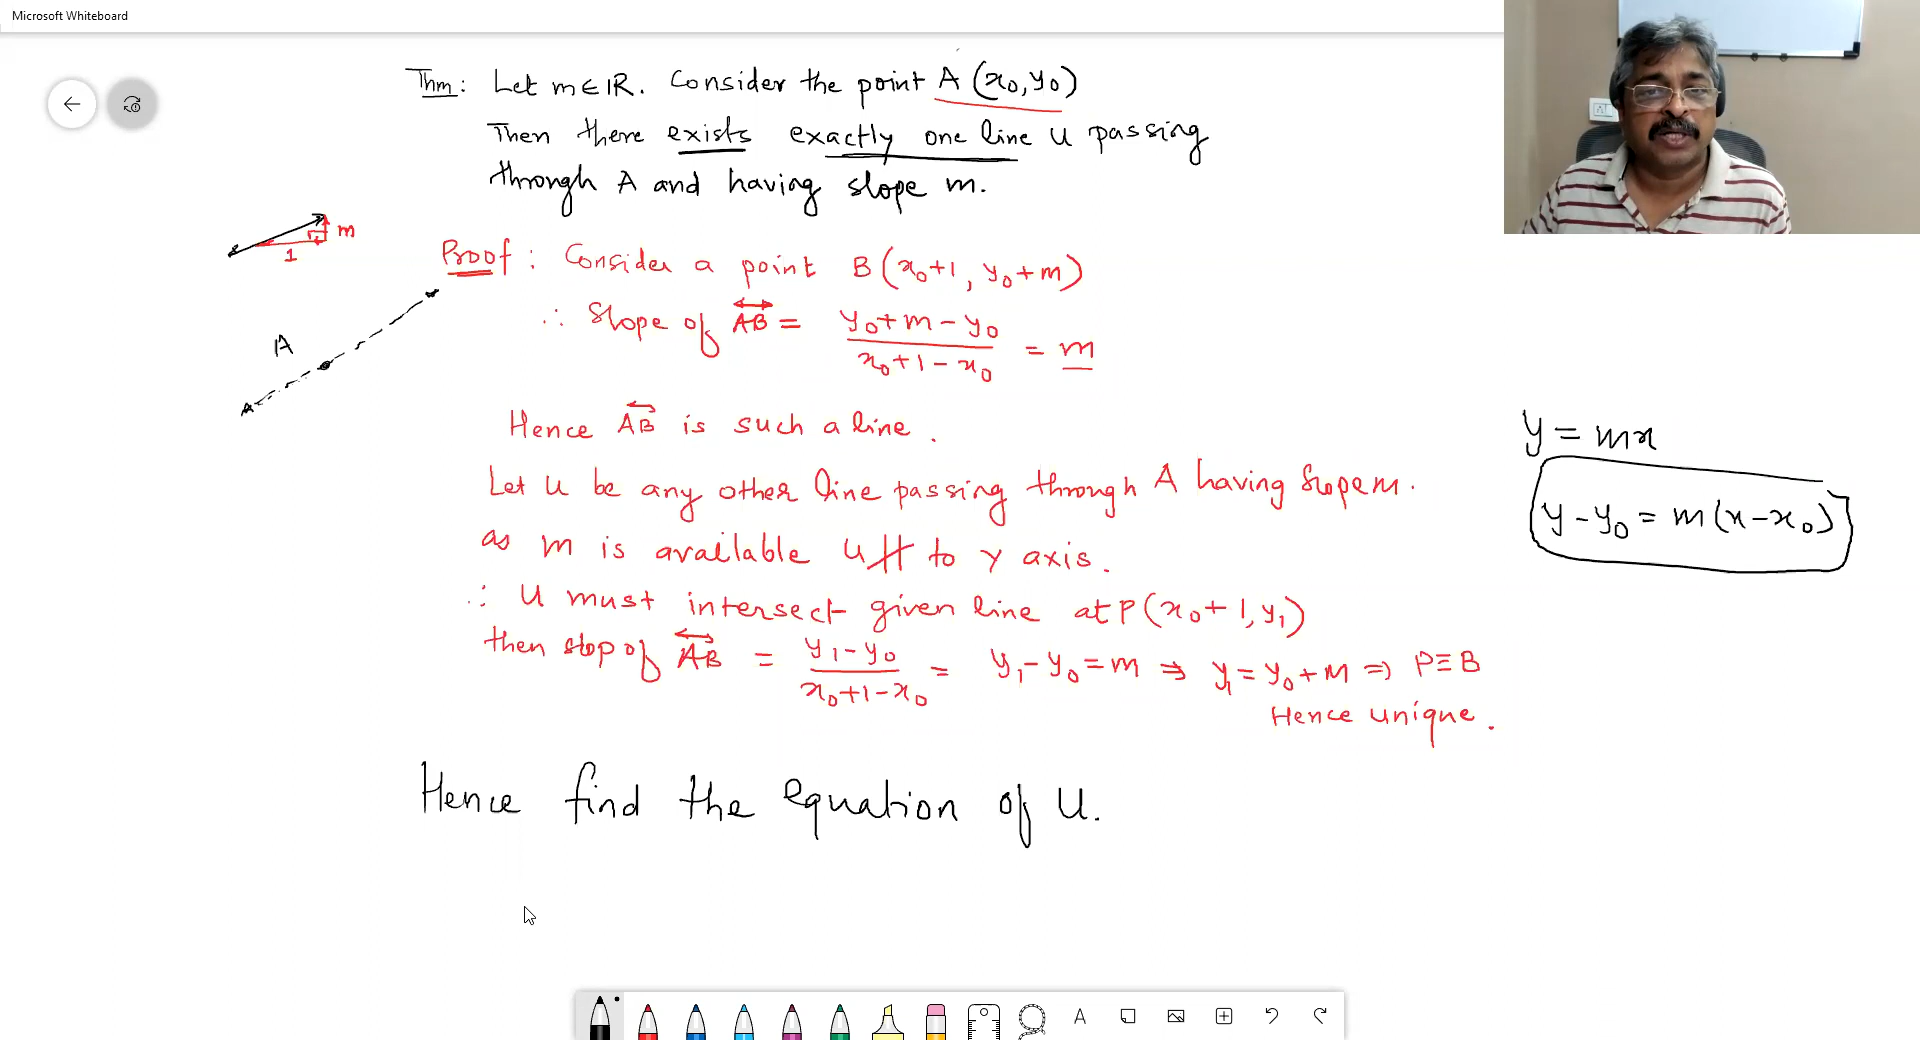 Microsoft Whiteboard
Thm: Let m∈IR. Consider the point A (x₀,y₀)
Then there exists exactly one line u passing
through A and having slope m.
m
1
A
Proof: Consider a point B(x₀+1, y₀+m)
∴ Slope of AB = (y₀+m-y₀)/(x₀+1-x₀) = m
Hence AB is such a line.
Let u be any other line passing through A having slope m.
as m is available u ∦ to Y axis.
∴ u must intersect given line at P(x₀+1, y₁)
then slop of AB = (y₁-y₀)/(x₀+1-x₀) = y₁-y₀=m ⇒ y₁=y₀+m ⇒ P≡B
Hence unique.
y = mx
y-y₀ = m(x-x₀)
Hence find the equation of u.
A